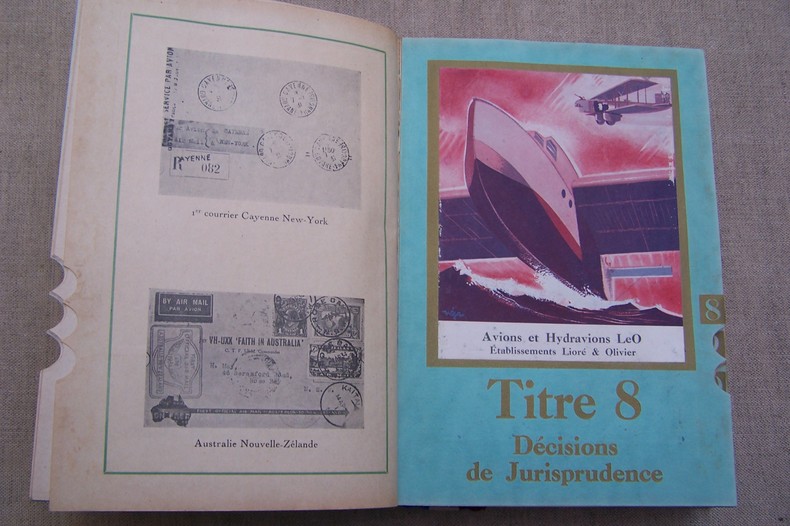 SERVICE PAR AVION
R
CAYENNE
082
1er courrier Cayenne New-York
BY AIR MAIL
PAR AVION
VH-UXX "FAITH IN AUSTRALIA"
Australie Nouvelle-Zélande
Avions et Hydravions LeO
Établissements Lioré & Olivier
8
Titre 8
Décisions
de Jurisprudence